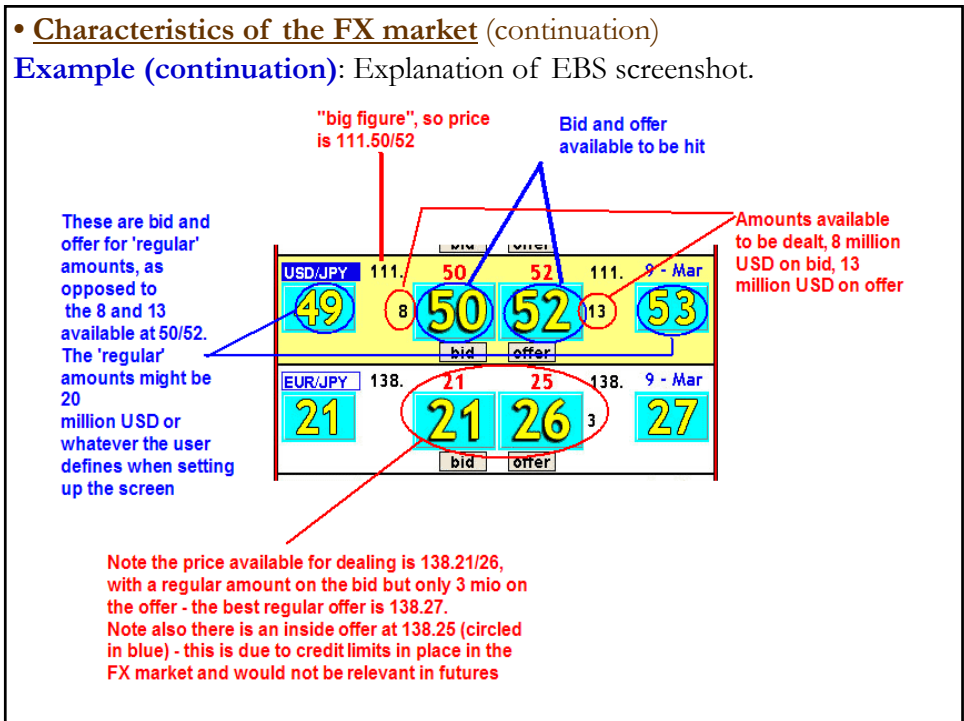 • Characteristics of the FX market (continuation)
Example (continuation): Explanation of EBS screenshot.
"big figure", so price
is 111.50/52
Bid and offer
available to be hit
These are bid and
offer for 'regular'
amounts, as
opposed to
the 8 and 13
available at 50/52.
The 'regular'
amounts might be
20
million USD or
whatever the user
defines when setting
up the screen
Amounts available
to be dealt, 8 million
USD on bid, 13
million USD on offer
bid offer
USD/JPY 111. 50 52 111. 9 - Mar
49 8 50 52 13 53
bid offer
EUR/JPY 138. 21 25 138. 9 - Mar
21 21 26 3 27
bid offer
Note the price available for dealing is 138.21/26,
with a regular amount on the bid but only 3 mio on
the offer - the best regular offer is 138.27.
Note also there is an inside offer at 138.25 (circled
in blue) - this is due to credit limits in place in the
FX market and would not be relevant in futures